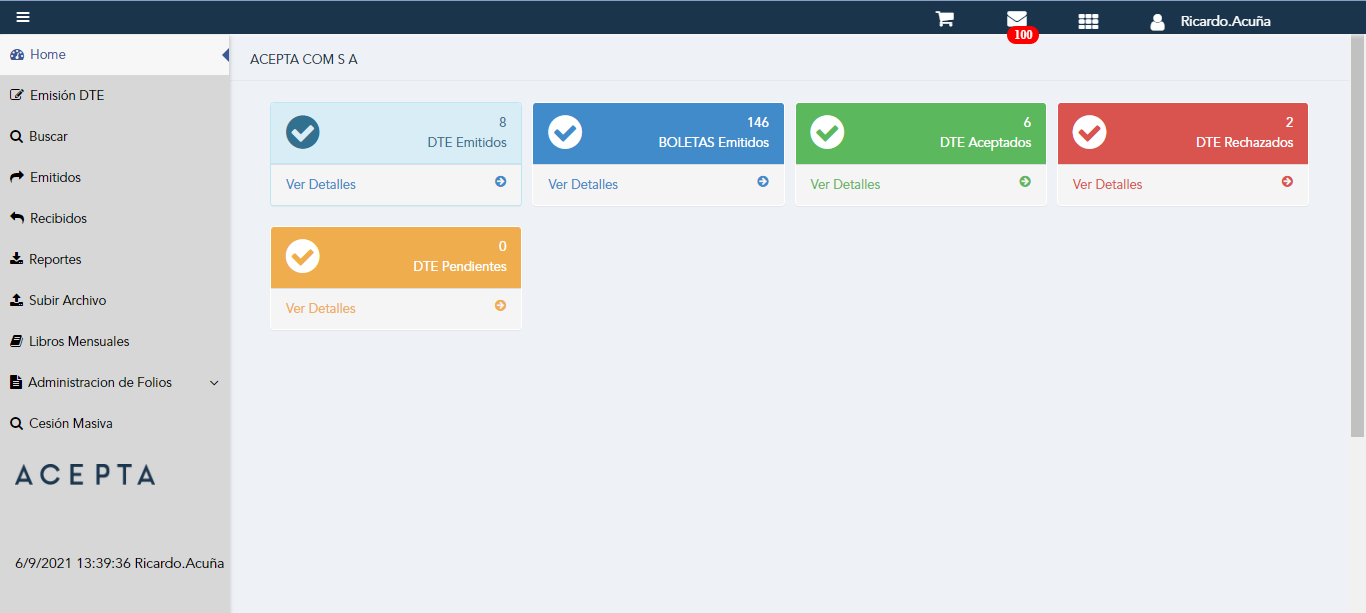 100
Ricardo.Acuña
Home
Emisión DTE
Buscar
Emitidos
Recibidos
Reportes
Subir Archivo
Libros Mensuales
Administracion de Folios
Cesión Masiva
ACEPTA
6/9/2021 13:39:36 Ricardo.Acuña
ACEPTA COM S A
8
DTE Emitidos
Ver Detalles
146
BOLETAS Emitidos
Ver Detalles
6
DTE Aceptados
Ver Detalles
2
DTE Rechazados
Ver Detalles
0
DTE Pendientes
Ver Detalles